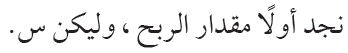 نجد أولًا مقدار الربح ، وليكن س .